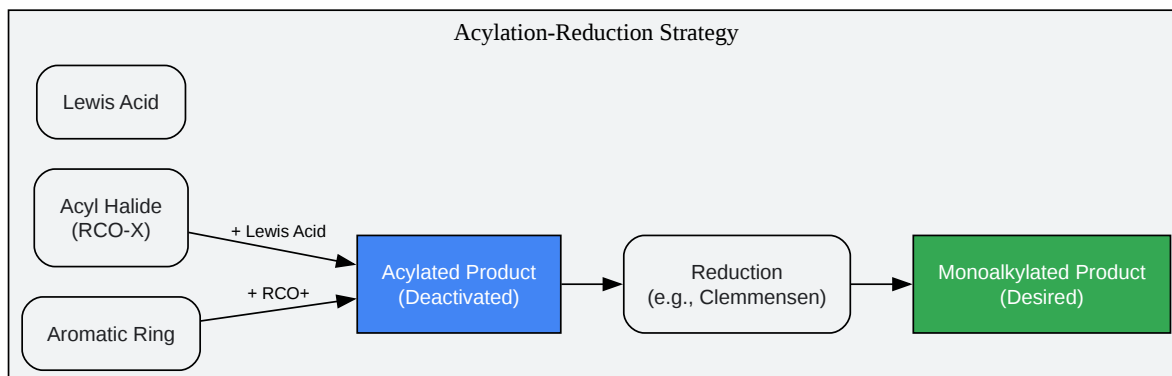 Acylation-Reduction Strategy
Lewis Acid
Acyl Halide
(RCO-X)
+ Lewis Acid
Aromatic Ring
+ RCO+
Acylated Product
(Deactivated)
Reduction
(e.g., Clemmensen)
Monoalkylated Product
(Desired)